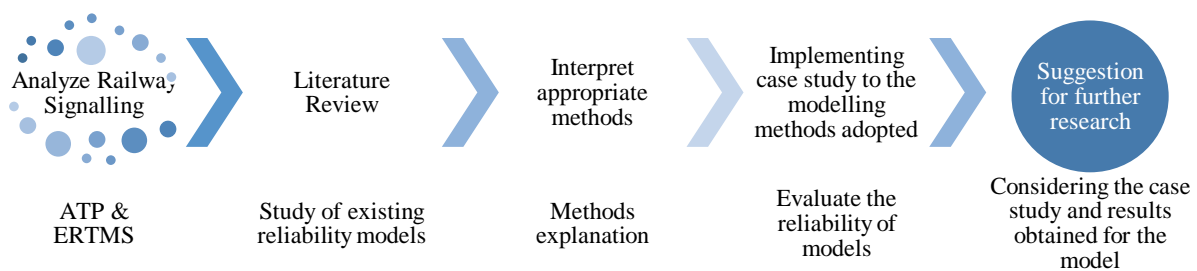 Analyze Railway
Signalling
Literature
Review
Interpret
appropriate
methods
Implementing
case study to the
modelling
methods adopted
Suggestion
for further
research
ATP &
ERTMS
Study of existing
reliability models
Methods
explanation
Evaluate the
reliability of
models
Considering the case
study and results
obtained for the
model